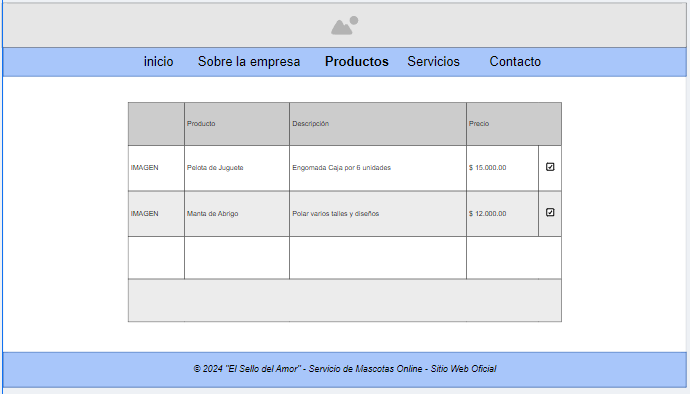 inicio Sobre la empresa Productos Servicios Contacto
Producto Descripción Precio
IMAGEN Pelota de Juguete Engomada Caja por 6 unidades $ 15.000.00
IMAGEN Manta de Abrigo Polar varios talles y diseños $ 12.000.00
© 2024 "El Sello del Amor" - Servicio de Mascotas Online - Sitio Web Oficial